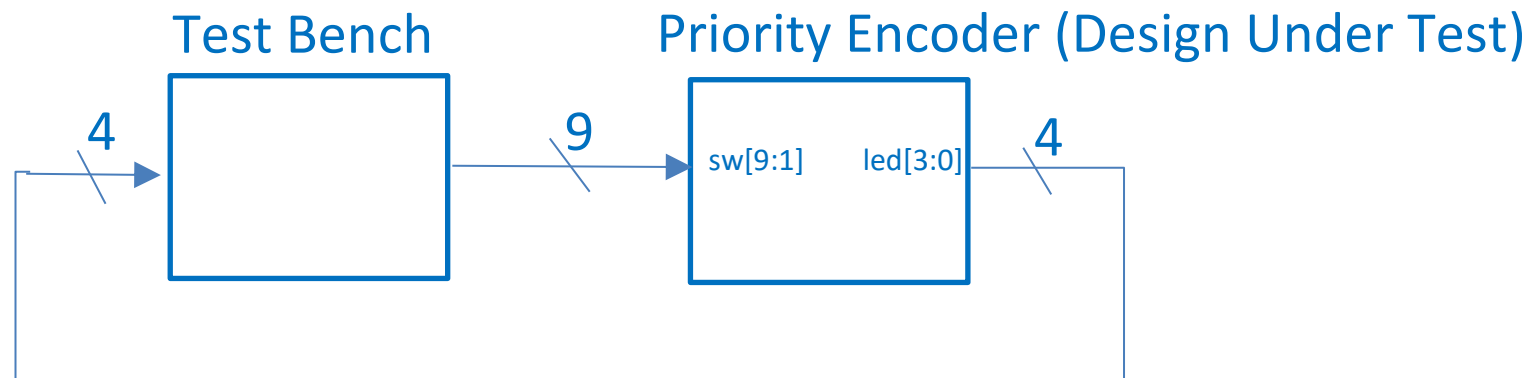 Test Bench
Priority Encoder (Design Under Test)
4
9
4
sw[9:1]
led[3:0]